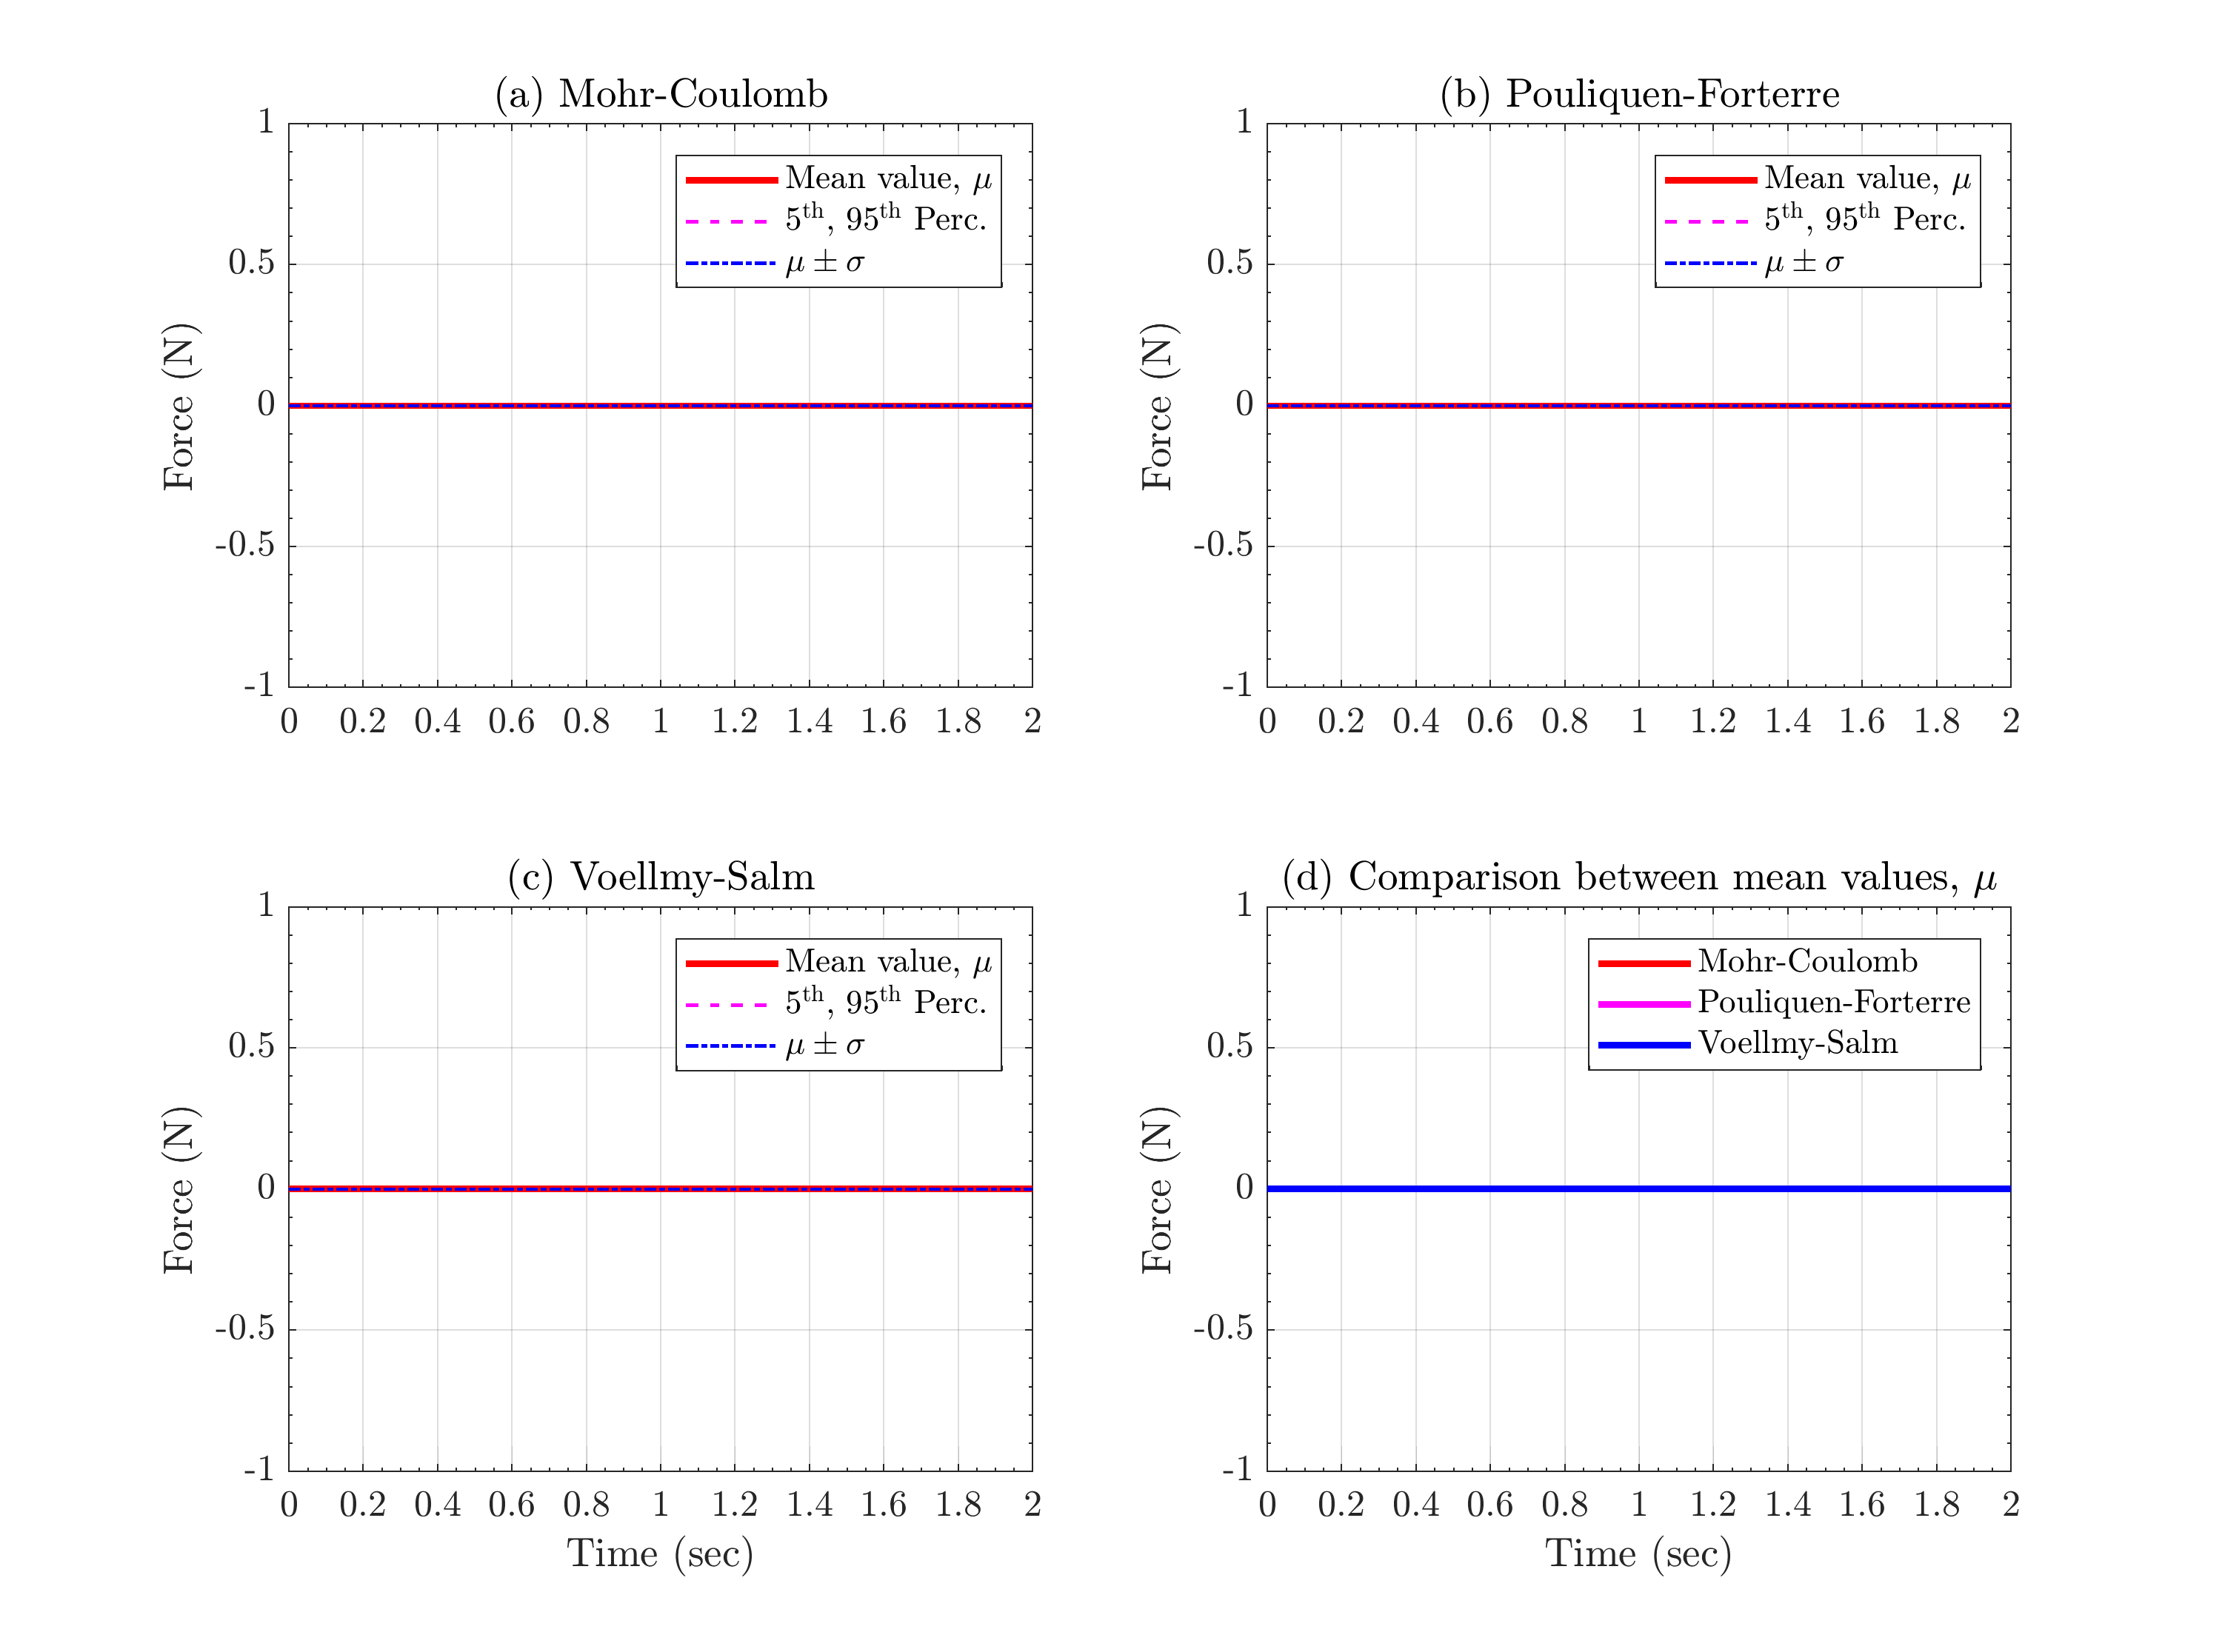 (a) Mohr-Coulomb
1
0.5
0
-0.5
-1
Force (N)
Mean value, μ
5th, 95th Perc.
μ ± σ
0 0.2 0.4 0.6 0.8 1 1.2 1.4 1.6 1.8 2
(b) Pouliquen-Forterre
1
0.5
0
-0.5
-1
Force (N)
Mean value, μ
5th, 95th Perc.
μ ± σ
0 0.2 0.4 0.6 0.8 1 1.2 1.4 1.6 1.8 2
(c) Voellmy-Salm
1
0.5
0
-0.5
-1
Force (N)
Mean value, μ
5th, 95th Perc.
μ ± σ
0 0.2 0.4 0.6 0.8 1 1.2 1.4 1.6 1.8 2
Time (sec)
(d) Comparison between mean values, μ
1
0.5
0
-0.5
-1
Force (N)
Mohr-Coulomb
Pouliquen-Forterre
Voellmy-Salm
0 0.2 0.4 0.6 0.8 1 1.2 1.4 1.6 1.8 2
Time (sec)